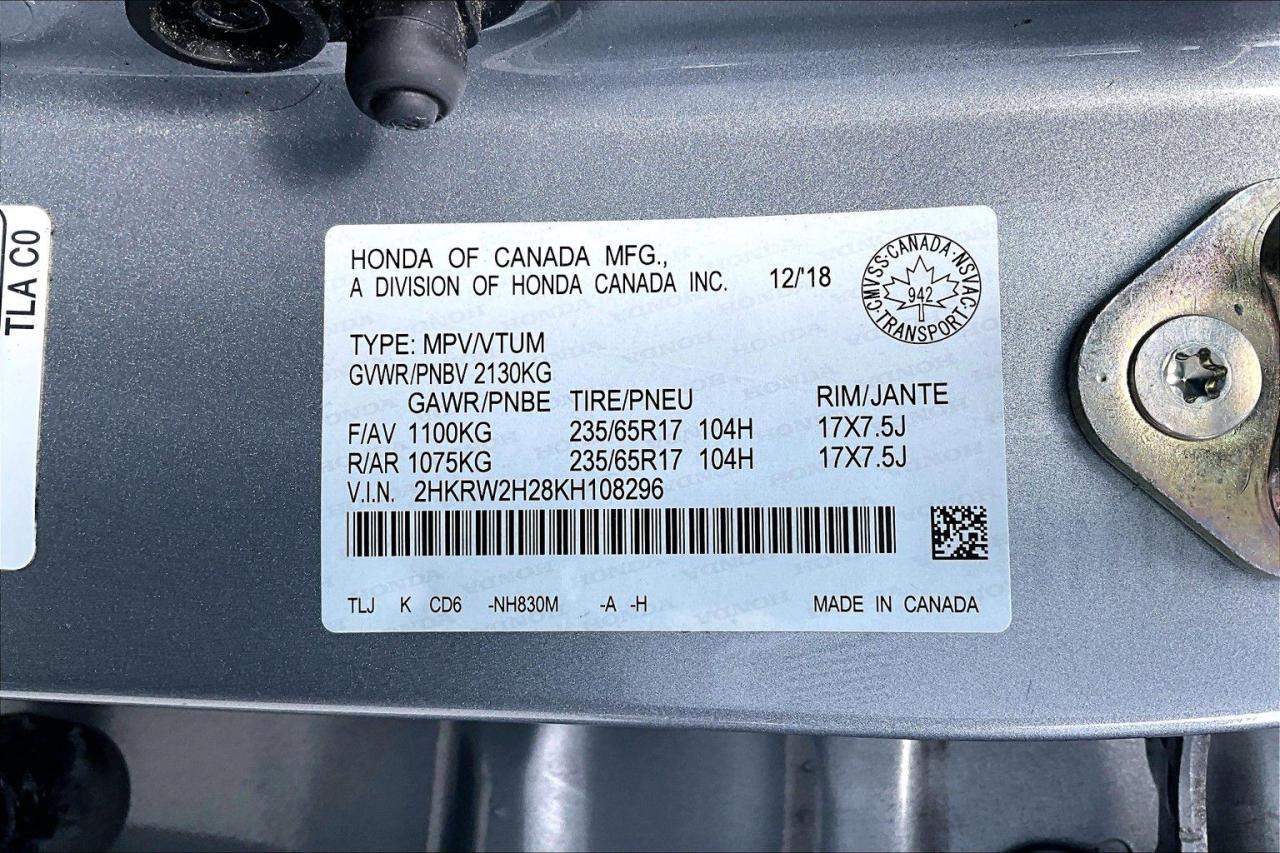 TLA C0
HONDA OF CANADA MFG.,
A DIVISION OF HONDA CANADA INC. 12/'18
CMVSS·CANADA·NSVAC·TRANSPORT·
942
TYPE: MPV/VTUM
GVWR/PNBV 2130KG
GAWR/PNBE TIRE/PNEU RIM/JANTE
F/AV 1100KG 235/65R17 104H 17X7.5J
R/AR 1075KG 235/65R17 104H 17X7.5J
V.I.N. 2HKRW2H28KH108296
TLJ K CD6 -NH830M -A -H MADE IN CANADA